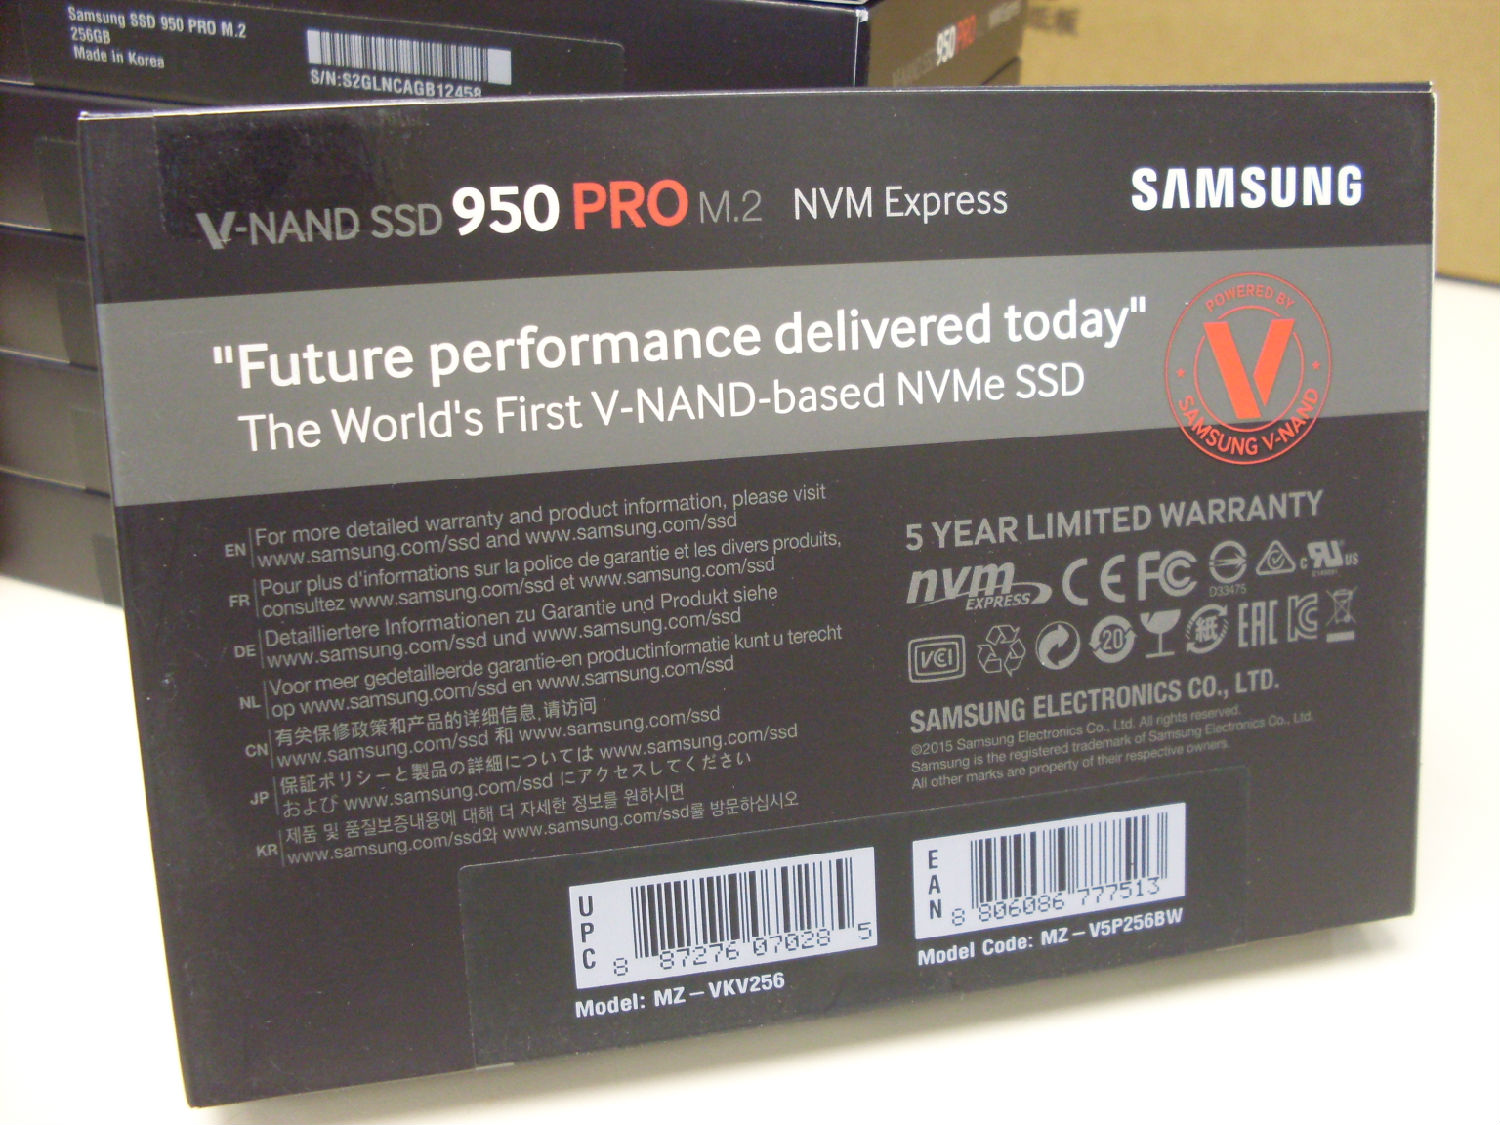 Samsung SSD 950 PRO M.2
256GB
Made in Korea
S/N:S2GLNCAGB12458
950 PRO
V-NAND SSD 950 PRO M.2 NVM Express
SAMSUNG
"Future performance delivered today"
The World's First V-NAND-based NVMe SSD
POWERED BY
V
SAMSUNG V-NAND
EN
For more detailed warranty and product information, please visit
www.samsung.com/ssd and www.samsung.com/ssd
FR
Pour plus d'informations sur la police de garantie et les divers produits,
consultez www.samsung.com/ssd et www.samsung.com/ssd
DE
Detailliertere Informationen zu Garantie und Produkt siehe
www.samsung.com/ssd und www.samsung.com/ssd
NL
Voor meer gedetailleerde garantie-en productinformatie kunt u terecht
op www.samsung.com/ssd en www.samsung.com/ssd
CN
有关保修政策和产品的详细信息,请访问
www.samsung.com/ssd 和 www.samsung.com/ssd
JP
保証ポリシーと製品の詳細については www.samsung.com/ssd
および www.samsung.com/ssd にアクセスしてください
KR
제품 및 품질보증내용에 대해 더 자세한 정보를 원하시면
www.samsung.com/ssd와 www.samsung.com/ssd를 방문하십시오
5 YEAR LIMITED WARRANTY
nvm EXPRESS CE FC D33475 c US
VCI 20 紙 EAC
SAMSUNG ELECTRONICS CO., LTD.
©2015 Samsung Electronics Co., Ltd. All rights reserved.
Samsung is the registered trademark of Samsung Electronics Co., Ltd.
All other marks are property of their respective owners.
UPC
8 87276 07028 5
Model: MZ-VKV256
EAN
8 806086 777513
Model Code: MZ-V5P256BW